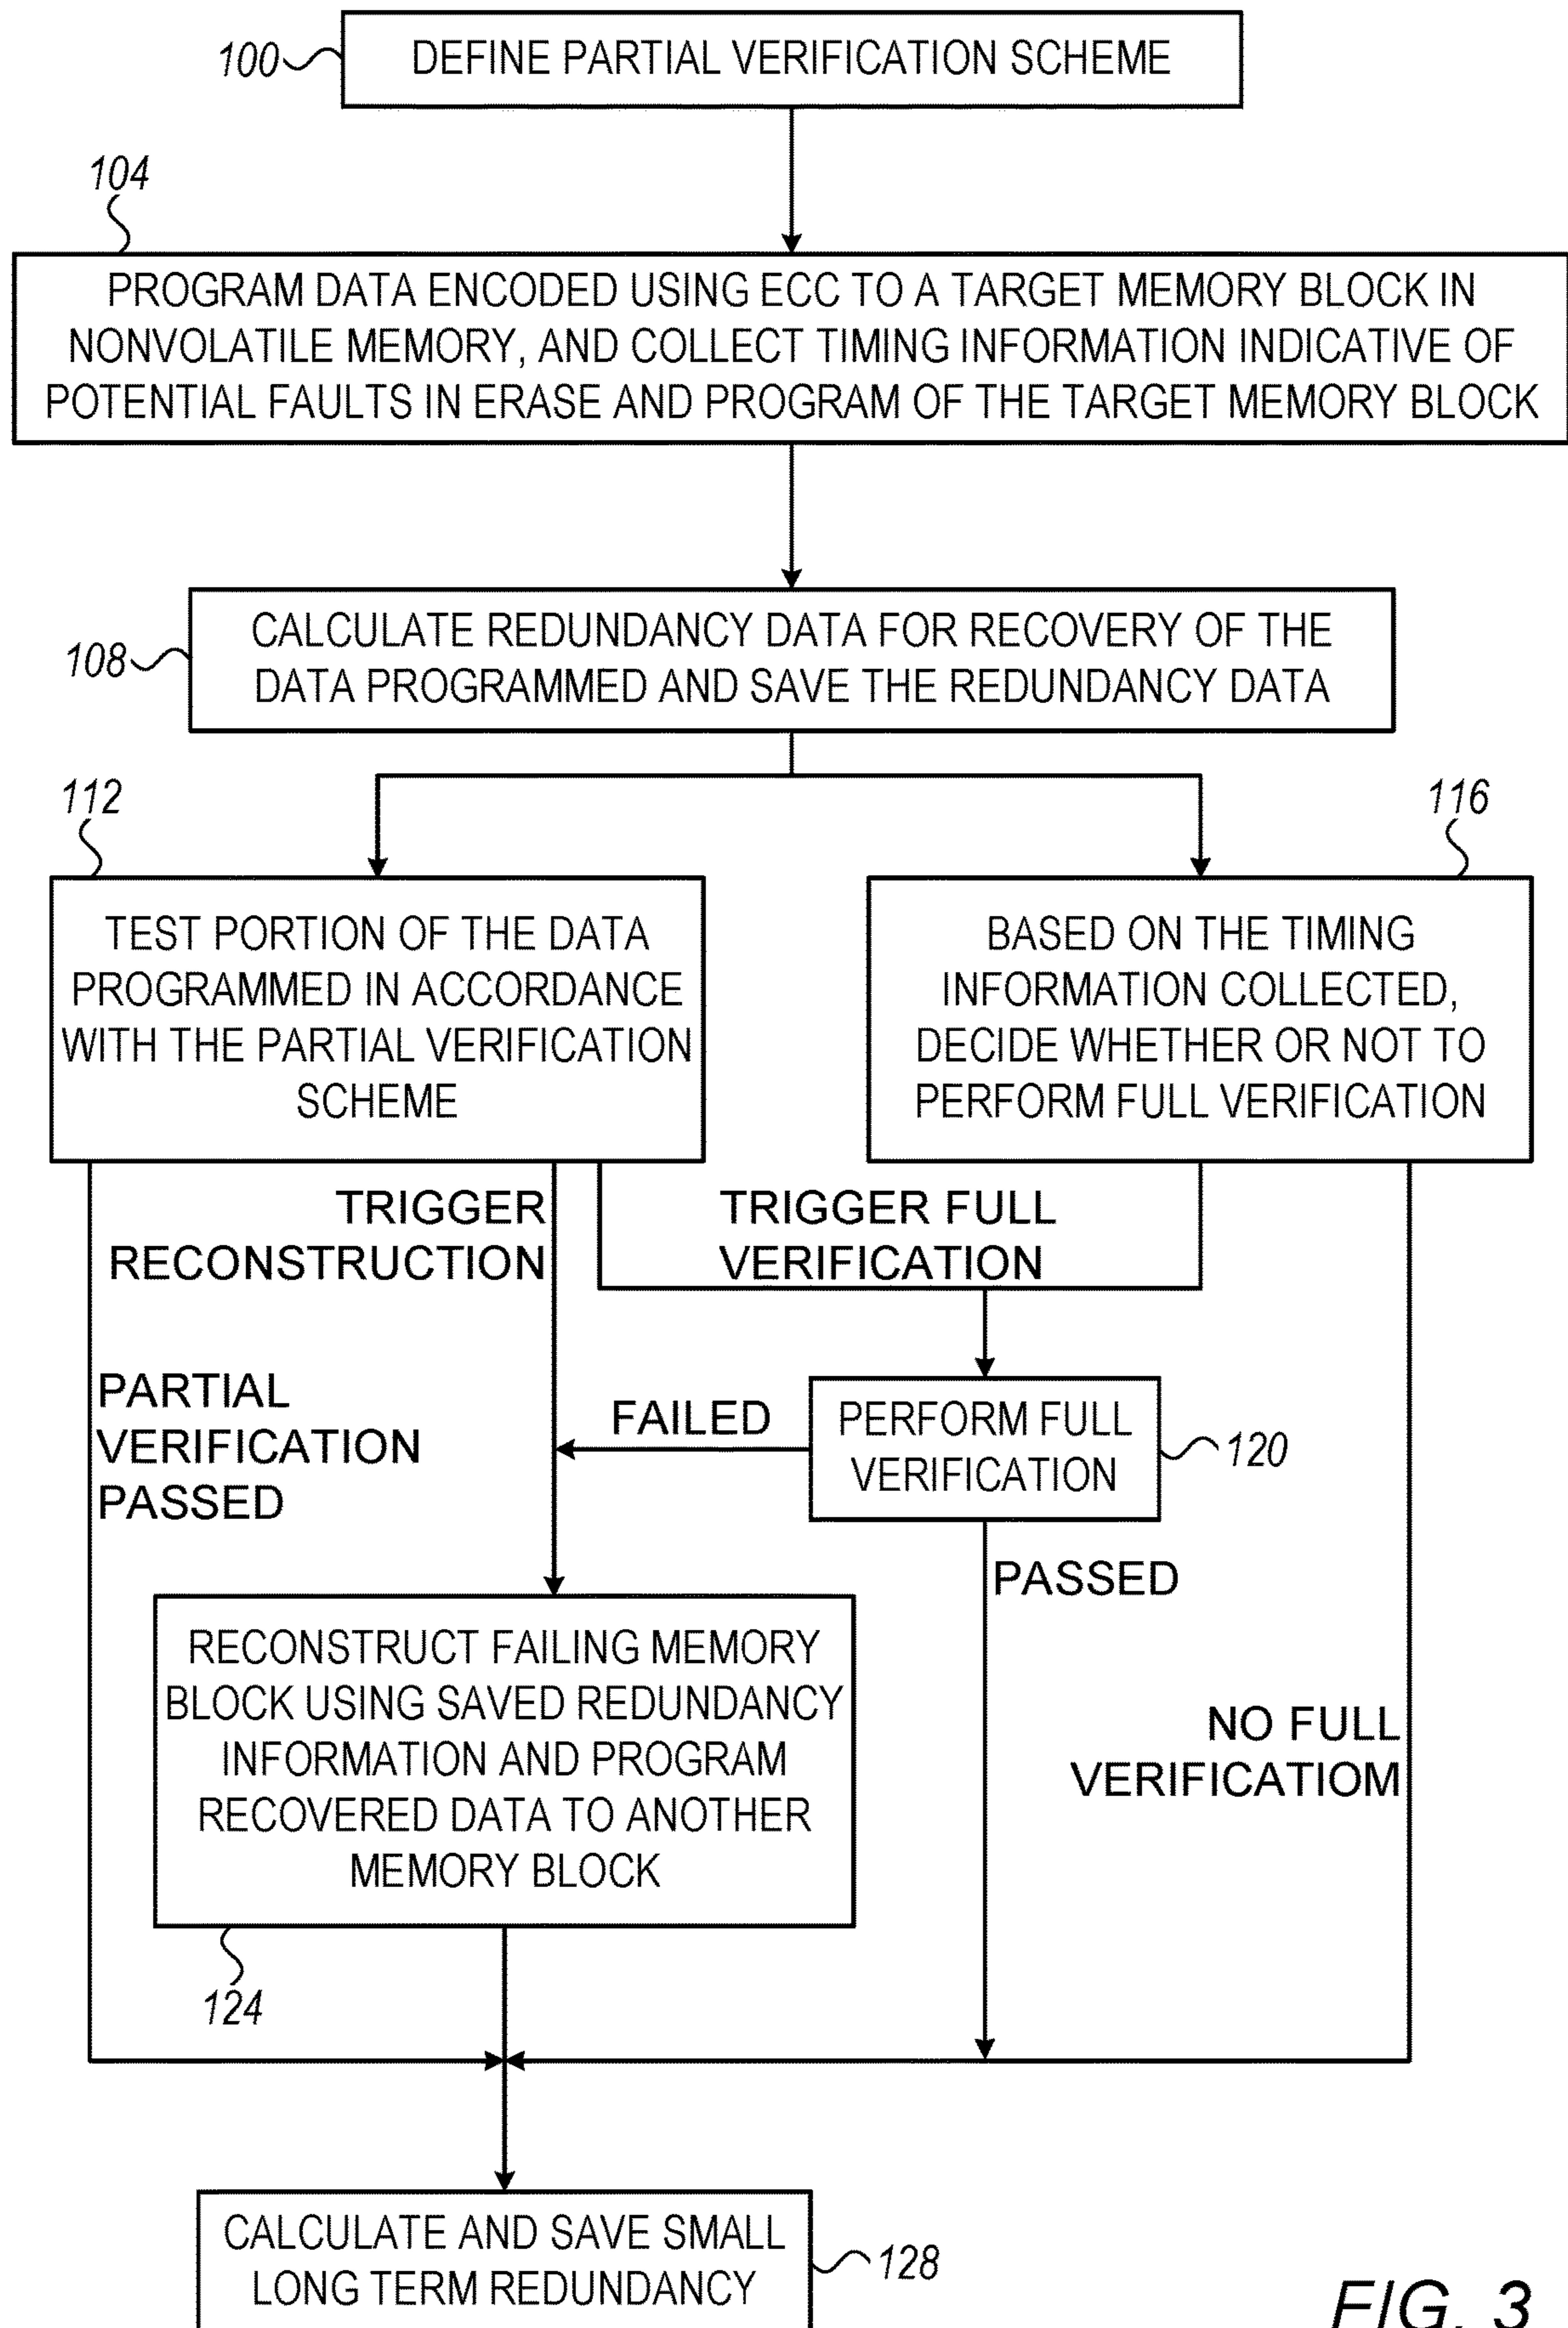 100
DEFINE PARTIAL VERIFICATION SCHEME
104
PROGRAM DATA ENCODED USING ECC TO A TARGET MEMORY BLOCK IN
NONVOLATILE MEMORY, AND COLLECT TIMING INFORMATION INDICATIVE OF
POTENTIAL FAULTS IN ERASE AND PROGRAM OF THE TARGET MEMORY BLOCK
108
CALCULATE REDUNDANCY DATA FOR RECOVERY OF THE
DATA PROGRAMMED AND SAVE THE REDUNDANCY DATA
112
TEST PORTION OF THE DATA
PROGRAMMED IN ACCORDANCE
WITH THE PARTIAL VERIFICATION
SCHEME
116
BASED ON THE TIMING
INFORMATION COLLECTED,
DECIDE WHETHER OR NOT TO
PERFORM FULL VERIFICATION
TRIGGER
RECONSTRUCTION
TRIGGER FULL
VERIFICATION
PARTIAL
VERIFICATION
PASSED
FAILED
PERFORM FULL
VERIFICATION
120
PASSED
RECONSTRUCT FAILING MEMORY
BLOCK USING SAVED REDUNDANCY
INFORMATION AND PROGRAM
RECOVERED DATA TO ANOTHER
MEMORY BLOCK
124
NO FULL
VERIFICATIOM
CALCULATE AND SAVE SMALL
LONG TERM REDUNDANCY
128
FIG. 3